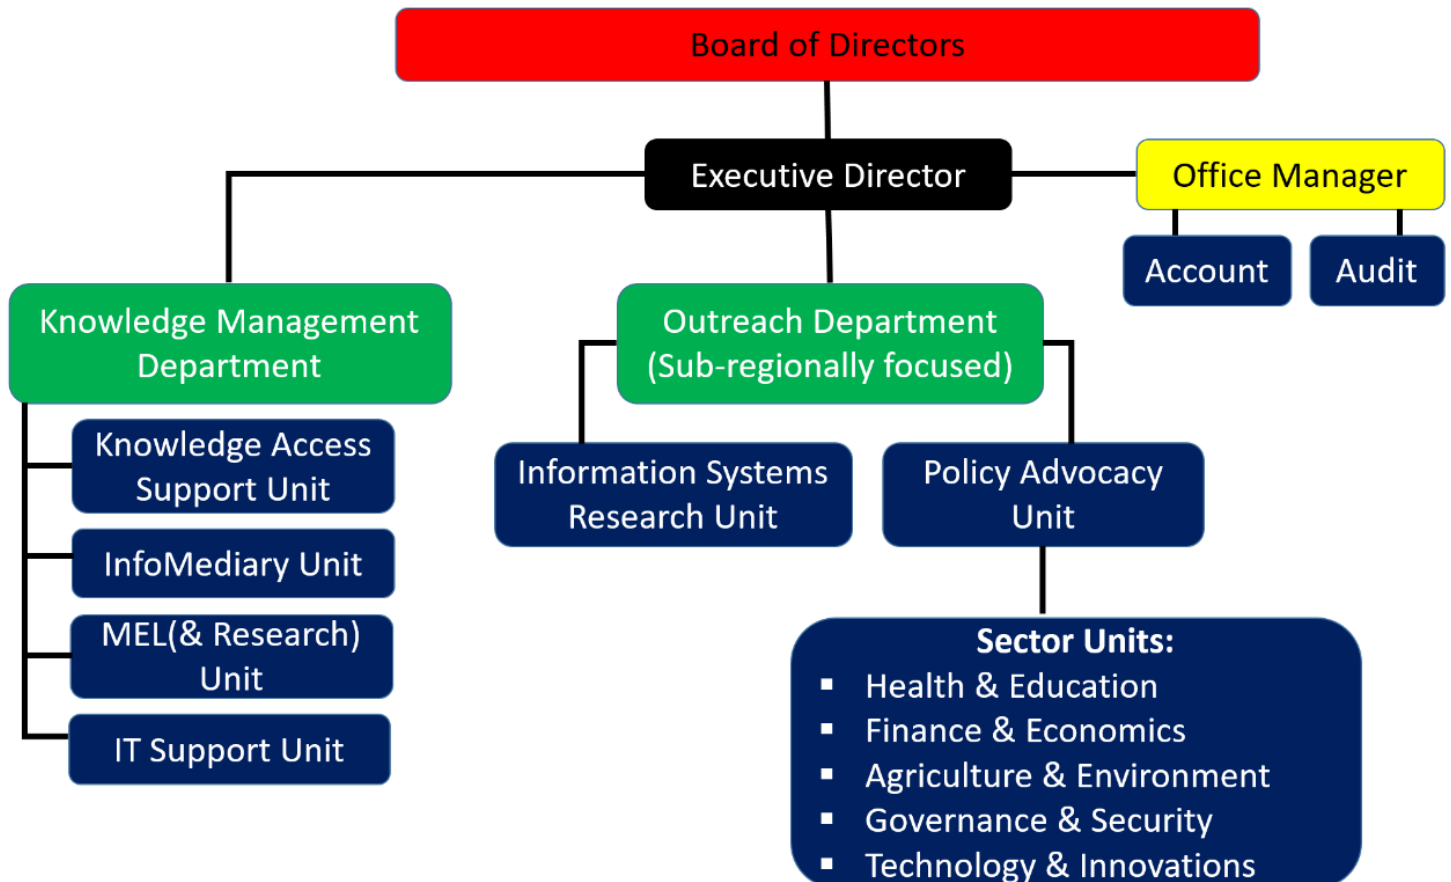 Board of Directors
Executive Director
Office Manager
Account
Audit
Knowledge Management
Department
Outreach Department
(Sub-regionally focused)
Knowledge Access
Support Unit
InfoMediary Unit
MEL(& Research)
Unit
IT Support Unit
Information Systems
Research Unit
Policy Advocacy
Unit
Sector Units:
▪ Health & Education
▪ Finance & Economics
▪ Agriculture & Environment
▪ Governance & Security
▪ Technology & Innovations